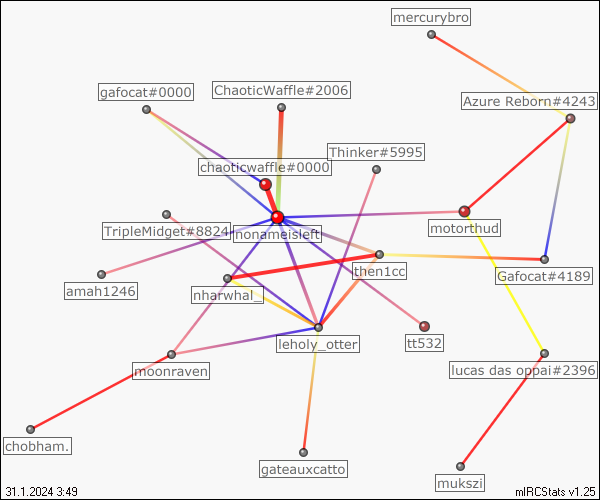 mercurybro
gafocat#0000
ChaoticWaffle#2006
Azure Reborn#4243
Thinker#5995
chaoticwaffle#0000
TripleMidget#8824
nonameisleft
motorthud
then1cc
Gafocat#4189
amah1246
nharwhal_
leholy_otter
tt532
moonraven
lucas das oppai#2396
chobham.
gateauxcatto
mukszi
31.1.2024 3:49
mIRCStats v1.25